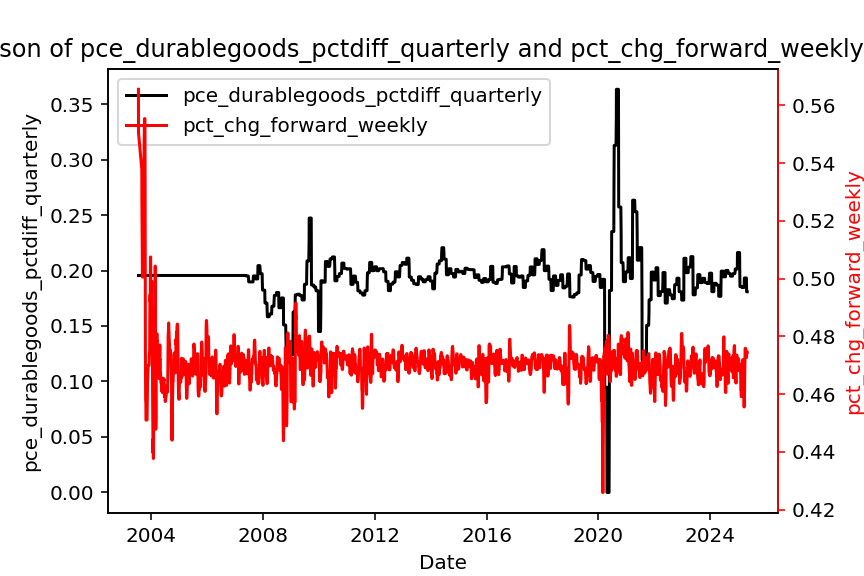 son of pce_durablegoods_pctdiff_quarterly and pct_chg_forward_weekly
pce_durablegoods_pctdiff_quarterly
pct_chg_forward_weekly
pce_durablegoods_pctdiff_quarterly
0.35
0.30
0.25
0.20
0.15
0.10
0.05
0.00
0.56
0.54
0.52
0.50
0.48
0.46
0.44
0.42
pct_chg_forward_weekly
2004 2008 2012 2016 2020 2024
Date